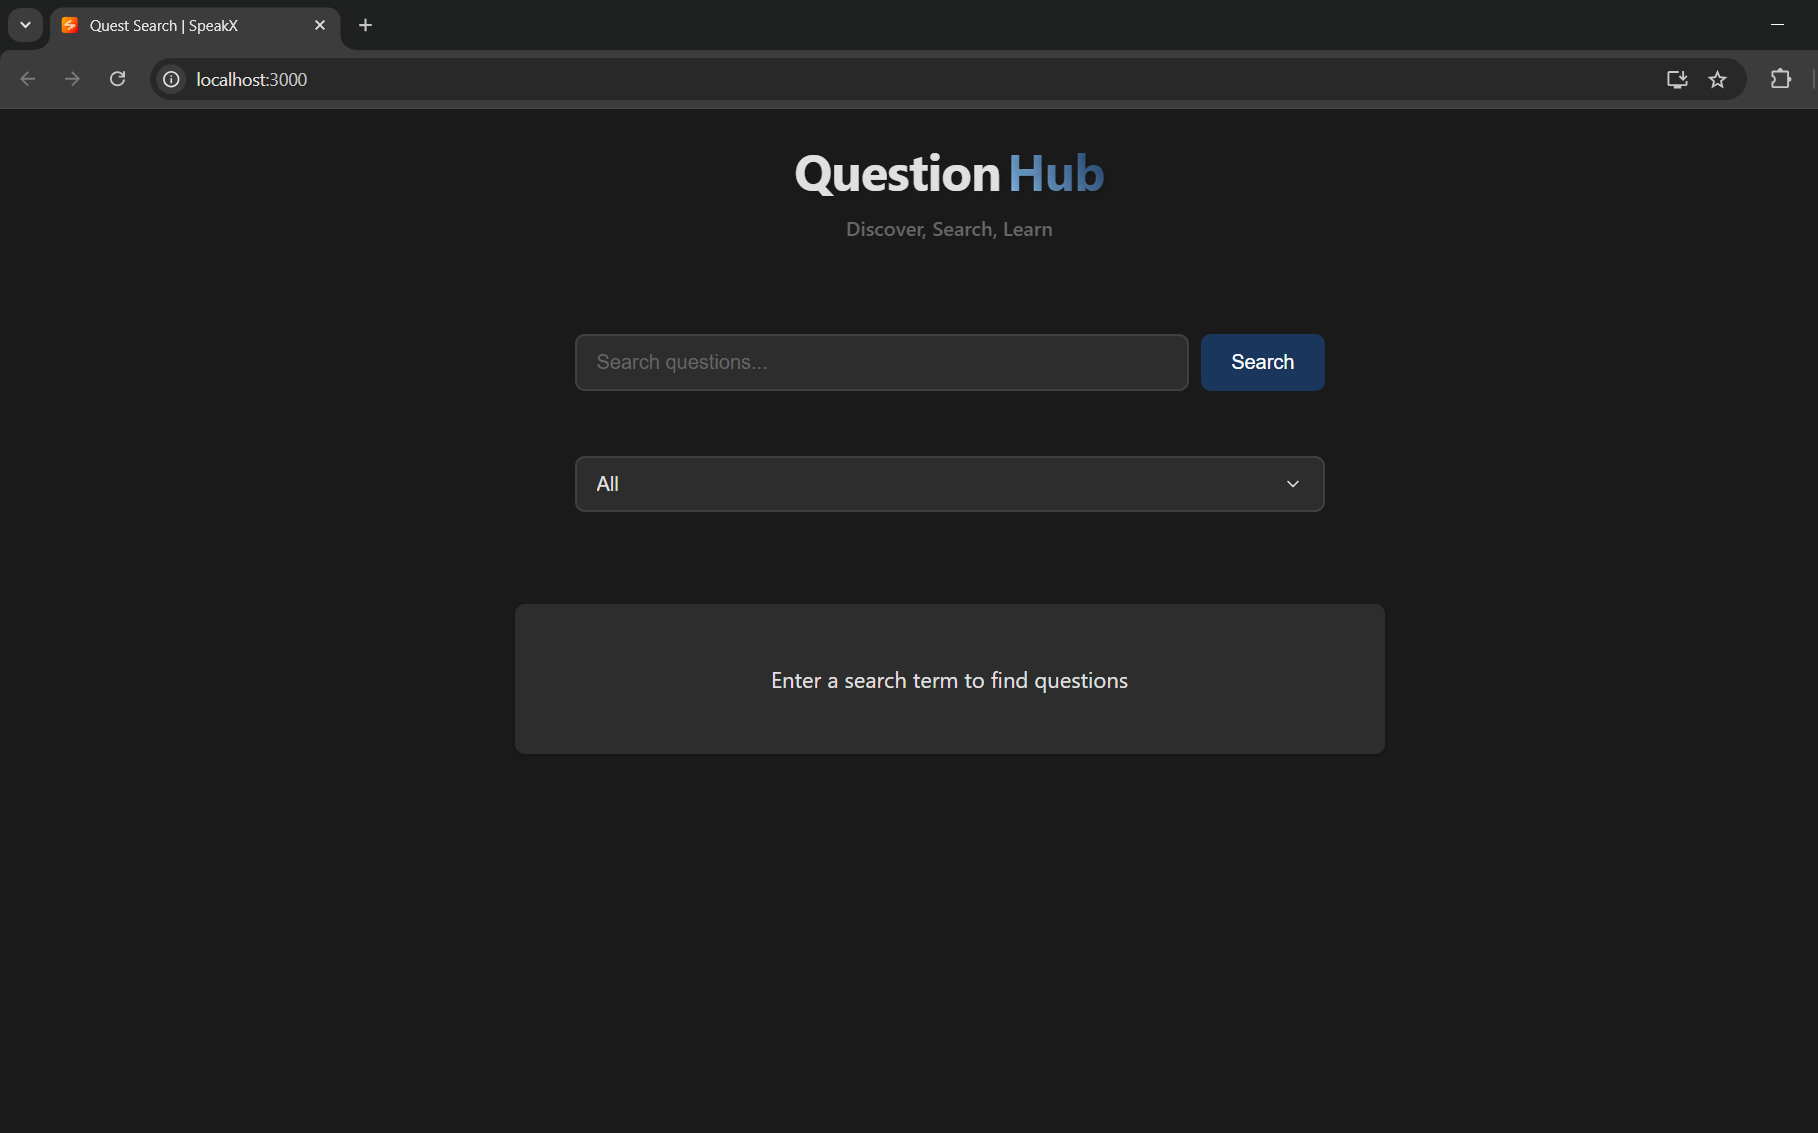 Quest Search | SpeakX
localhost:3000
Question Hub
Discover, Search, Learn
Search questions...
Search
All
Enter a search term to find questions